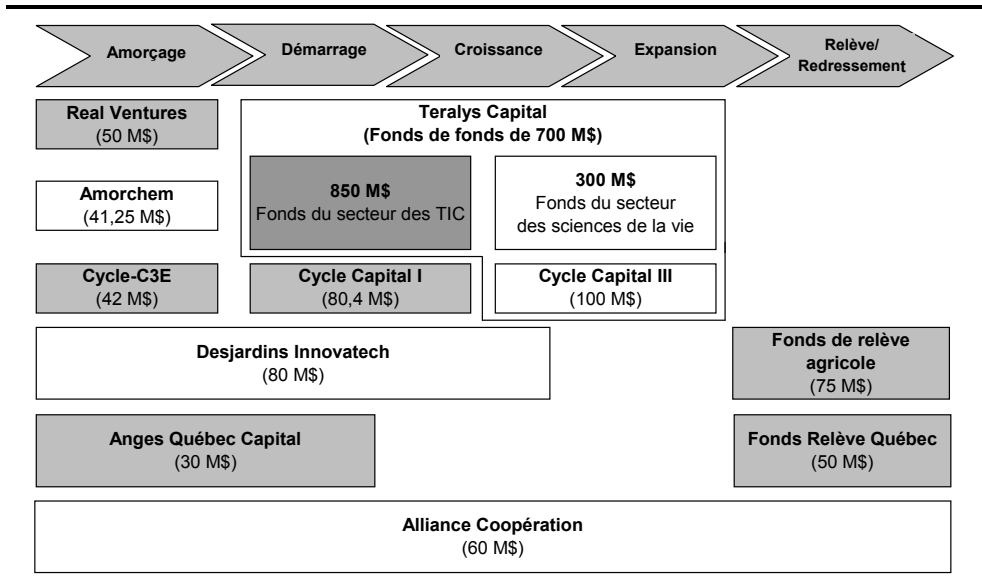 Amorçage
Démarrage
Croissance
Expansion
Relève/
Redressement
Real Ventures
(50 M$)
Teralys Capital
(Fonds de fonds de 700 M$)
Amorchem
(41,25 M$)
850 M$
Fonds du secteur des TIC
300 M$
Fonds du secteur
des sciences de la vie
Cycle-C3E
(42 M$)
Cycle Capital I
(80,4 M$)
Cycle Capital III
(100 M$)
Desjardins Innovatech
(80 M$)
Fonds de relève
agricole
(75 M$)
Anges Québec Capital
(30 M$)
Fonds Relève Québec
(50 M$)
Alliance Coopération
(60 M$)